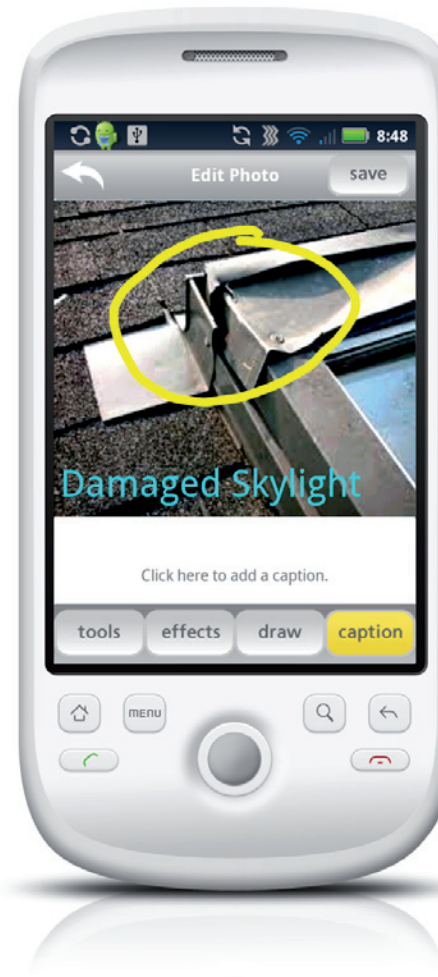 8:48
Edit Photo
save
Damaged Skylight
Click here to add a caption.
tools
effects
draw
caption
MENU